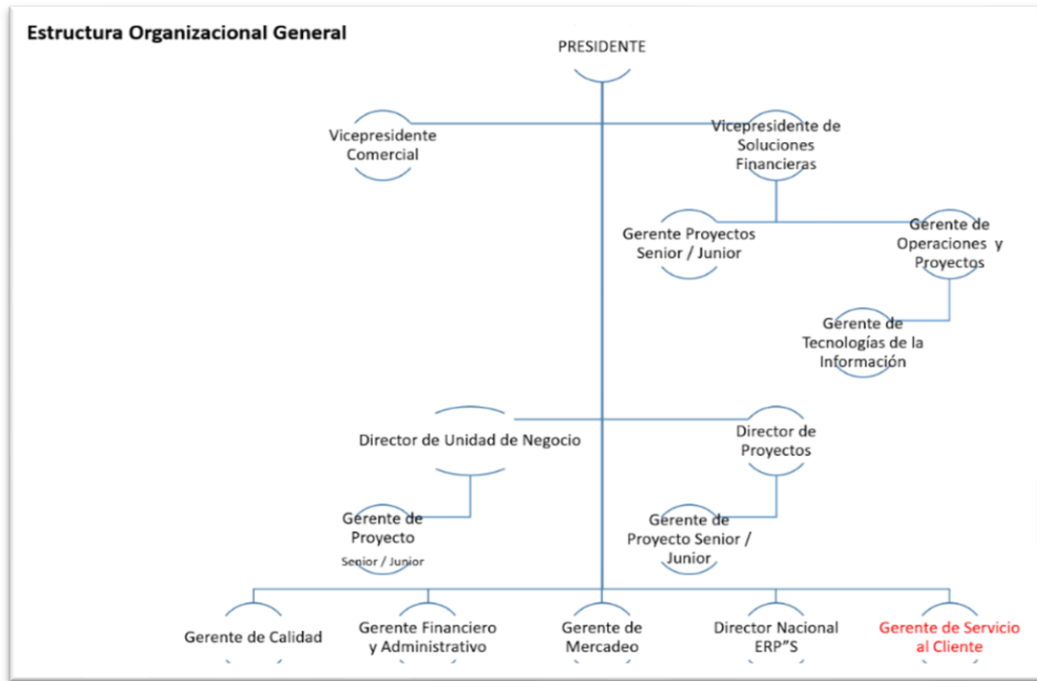 Estructura Organizacional General
PRESIDENTE
Vicepresidente
Comercial
Vicepresidente de
Soluciones
Financieras
Gerente Proyectos
Senior / Junior
Gerente de
Operaciones y
Proyectos
Gerente de
Tecnologías de la
Información
Director de Unidad de Negocio
Director de
Proyectos
Gerente de
Proyecto
Senior / Junior
Gerente de
Proyecto Senior /
Junior
Gerente de Calidad
Gerente Financiero
y Administrativo
Gerente de
Mercadeo
Director Nacional
ERP"S
Gerente de Servicio
al Cliente